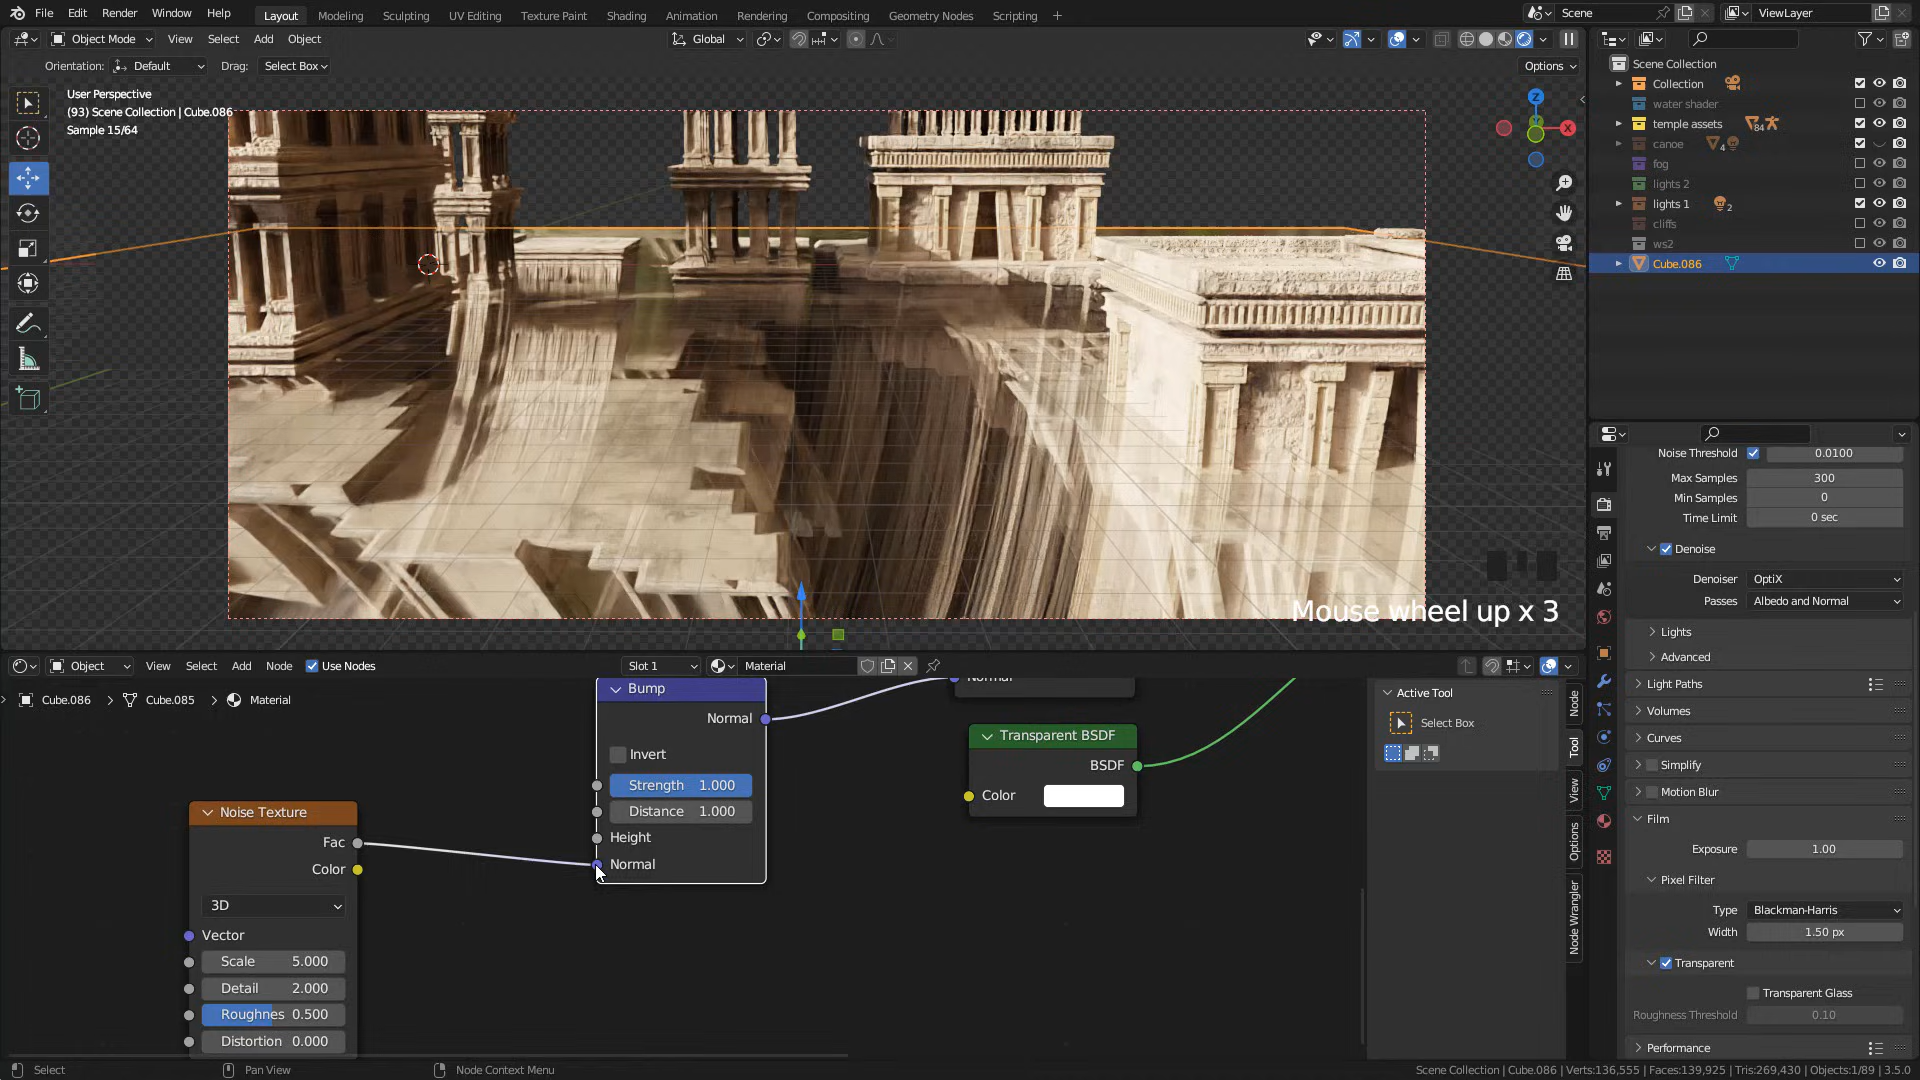 File Edit Render Window Help Layout Modeling Sculpting UV Editing Texture Paint Shading Animation Rendering Compositing Geometry Nodes Scripting + Scene ViewLayer
Object Mode View Select Add Object Global
Orientation: Default Drag: Select Box Options
User Perspective
(93) Scene Collection | Cube.086
Sample 15/64
Z
X
Mouse wheel up x 3
Scene Collection
Collection
water shader
temple assets 84
canoe 4
fog
lights 2
lights 1 2
cliffs
ws2
Cube.086
Noise Threshold 0.0100
Max Samples 300
Min Samples 0
Time Limit 0 sec
Denoise
Denoiser OptiX
Passes Albedo and Normal
Lights
Advanced
Light Paths
Volumes
Curves
Simplify
Motion Blur
Film
Exposure 1.00
Pixel Filter
Type Blackman-Harris
Width 1.50 px
Transparent
Transparent Glass
Roughness Threshold 0.10
Performance
Object View Select Add Node Use Nodes Slot 1 Material
Cube.086 > Cube.085 > Material
Bump
Normal
Invert
Strength 1.000
Distance 1.000
Height
Normal
Normal
Transparent BSDF
BSDF
Color
Noise Texture
Fac
Color
3D
Vector
Scale 5.000
Detail 2.000
Roughnes 0.500
Distortion 0.000
Active Tool
Select Box
Node
Tool
View
Options
Node Wrangler
Select Pan View Node Context Menu
Scene Collection | Cube.086 | Verts:136,555 | Faces:139,925 | Tris:269,430 | Objects:1/89 | 3.5.0